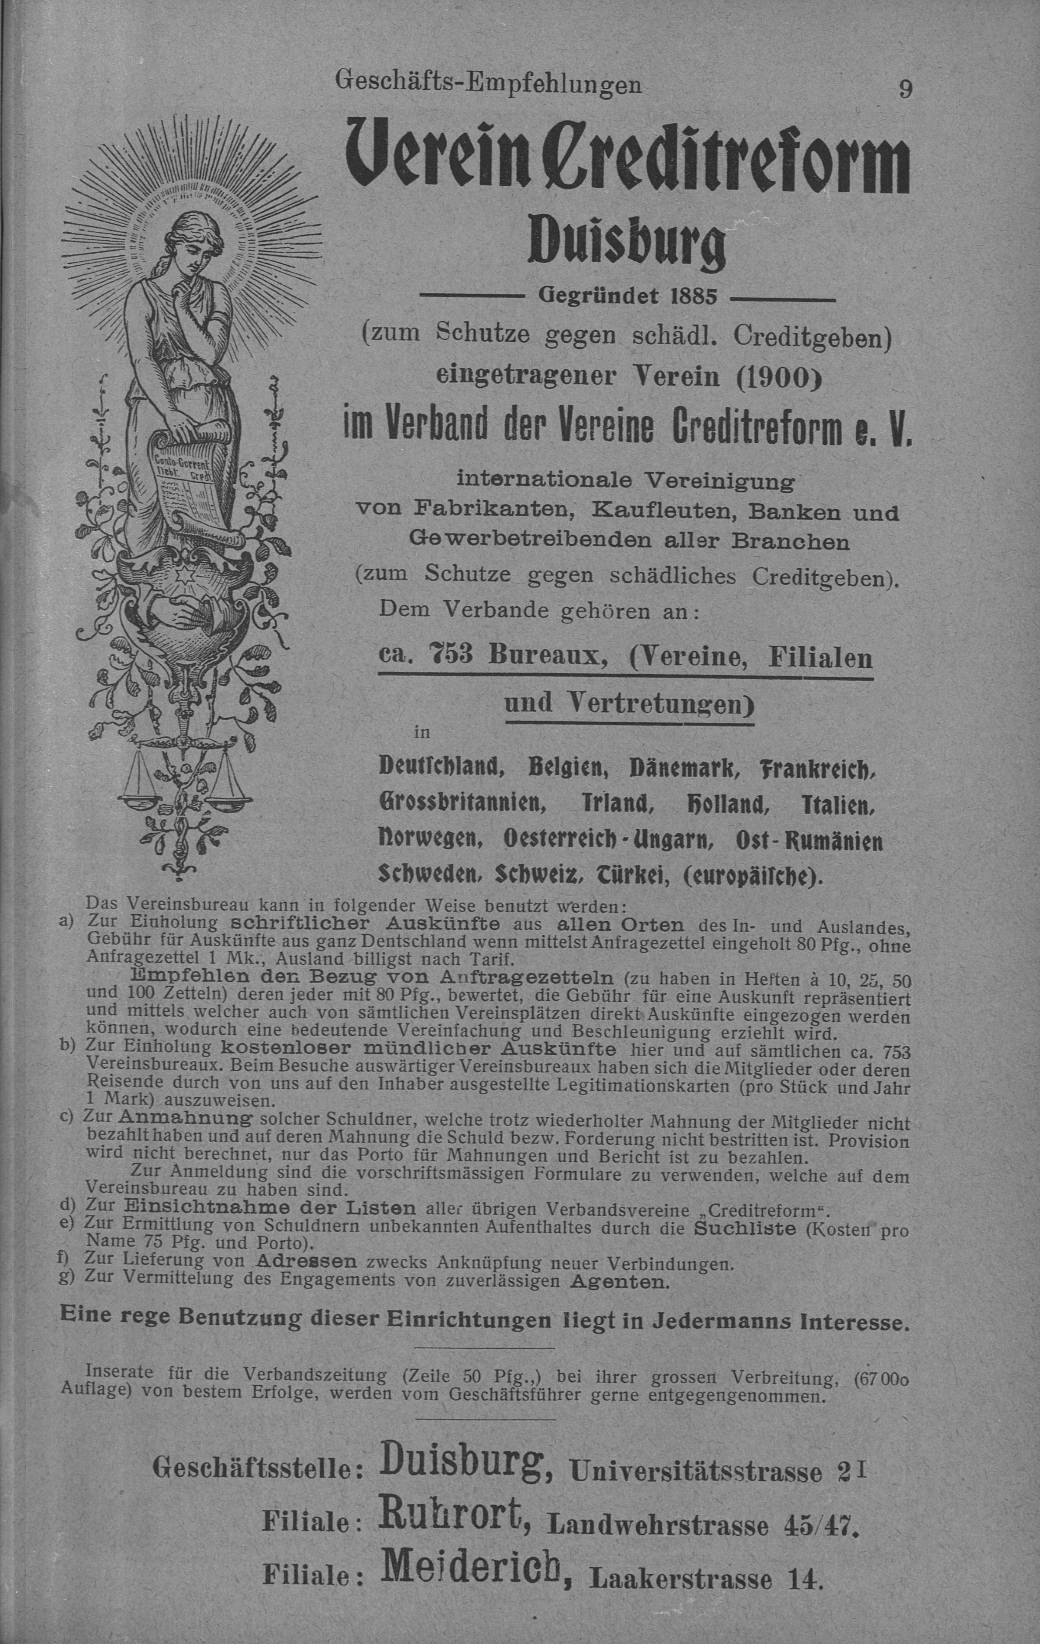 Geschäfts-Empfehlungen 9
Verein Creditreform
Duisburg
Gegründet 1885
(zum Schutze gegen schädl. Creditgeben)
eingetragener Verein (1900)
im Verband der Vereine Creditreform e. V.
internationale Vereinigung
von Fabrikanten, Kaufleuten, Banken und
Gewerbetreibenden aller Branchen
(zum Schutze gegen schädliches Creditgeben).
Dem Verbande gehören an:
ca. 753 Bureaux, (Vereine, Filialen
und Vertretungen)
in
Deutschland, Belgien, Dänemark, Frankreich,
Grossbritannien, Irland, Holland, Italien,
Norwegen, Oesterreich-Ungarn, Ost-Rumänien
Schweden, Schweiz, Türkei, (europäische).
Conto-Corrent
Debt. Credt.
Das Vereinsbureau kann in folgender Weise benutzt werden:
a) Zur Einholung schriftlicher Auskünfte aus allen Orten des In- und Auslandes,
Gebühr für Auskünfte aus ganz Dentschland wenn mittelst Anfragezettel eingeholt 80 Pfg., ohne
Anfragezettel 1 Mk., Ausland billigst nach Tarif.
Empfehlen den Bezug von Anftragezetteln (zu haben in Heften à 10, 25, 50
und 100 Zetteln) deren jeder mit 80 Pfg., bewertet, die Gebühr für eine Auskunft repräsentiert
und mittels welcher auch von sämtlichen Vereinsplätzen direkt Auskünfte eingezogen werden
können, wodurch eine bedeutende Vereinfachung und Beschleunigung erziehlt wird.
b) Zur Einholung kostenloser mündlicher Auskünfte hier und auf sämtlichen ca. 753
Vereinsbureaux. Beim Besuche auswärtiger Vereinsbureaux haben sich die Mitglieder oder deren
Reisende durch von uns auf den Inhaber ausgestellte Legitimationskarten (pro Stück und Jahr
1 Mark) auszuweisen.
c) Zur Anmahnung solcher Schuldner, welche trotz wiederholter Mahnung der Mitglieder nicht
bezahlt haben und auf deren Mahnung die Schuld bezw. Forderung nicht bestritten ist. Provision
wird nicht berechnet, nur das Porto für Mahnungen und Bericht ist zu bezahlen.
Zur Anmeldung sind die vorschriftsmässigen Formulare zu verwenden, welche auf dem
Vereinsbureau zu haben sind.
d) Zur Einsichtnahme der Listen aller übrigen Verbandsvereine „Creditreform“.
e) Zur Ermittlung von Schuldnern unbekannten Aufenthaltes durch die Suchliste (Kosten pro
Name 75 Pfg. und Porto).
f) Zur Lieferung von Adressen zwecks Anknüpfung neuer Verbindungen.
g) Zur Vermittelung des Engagements von zuverlässigen Agenten.
Eine rege Benutzung dieser Einrichtungen liegt in Jedermanns Interesse.
Inserate für die Verbandszeitung (Zeile 50 Pfg.,) bei ihrer grossen Verbreitung, (67 00o
Auflage) von bestem Erfolge, werden vom Geschäftsführer gerne entgegengenommen.
Geschäftsstelle: Duisburg, Universitätsstrasse 21
Filiale: Ruhrort, Landwehrstrasse 45/47.
Filiale: Meiderich, Laakerstrasse 14.